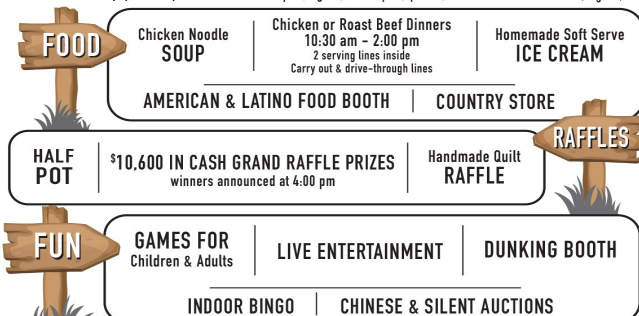 FOOD
Chicken Noodle
SOUP
Chicken or Roast Beef Dinners
10:30 am - 2:00 pm
2 serving lines inside
Carry out & drive-through lines
Homemade Soft Serve
ICE CREAM
AMERICAN & LATINO FOOD BOOTH
COUNTRY STORE
RAFFLES
HALF
POT
$10,600 IN CASH GRAND RAFFLE PRIZES
winners announced at 4:00 pm
Handmade Quilt
RAFFLE
FUN
GAMES FOR
Children & Adults
LIVE ENTERTAINMENT
DUNKING BOOTH
INDOOR BINGO
CHINESE & SILENT AUCTIONS